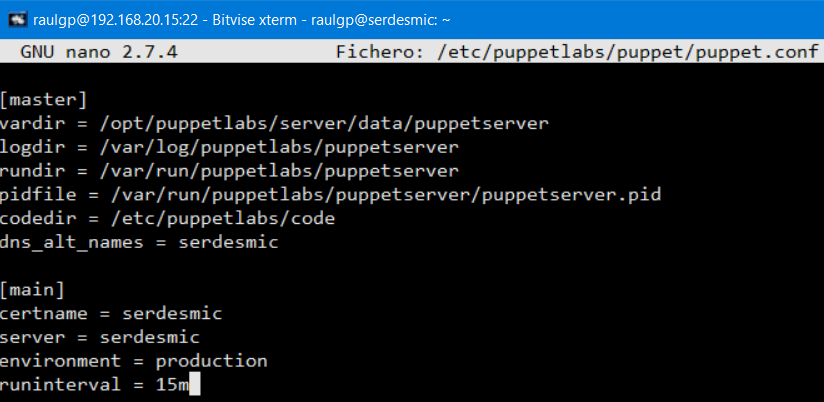 raulgp@192.168.20.15:22 - Bitvise xterm - raulgp@serdesmic: ~
GNU nano 2.7.4 Fichero: /etc/puppetlabs/puppet/puppet.conf
[master]
vardir = /opt/puppetlabs/server/data/puppetserver
logdir = /var/log/puppetlabs/puppetserver
rundir = /var/run/puppetlabs/puppetserver
pidfile = /var/run/puppetlabs/puppetserver/puppetserver.pid
codedir = /etc/puppetlabs/code
dns_alt_names = serdesmic
[main]
certname = serdesmic
server = serdesmic
environment = production
runinterval = 15m